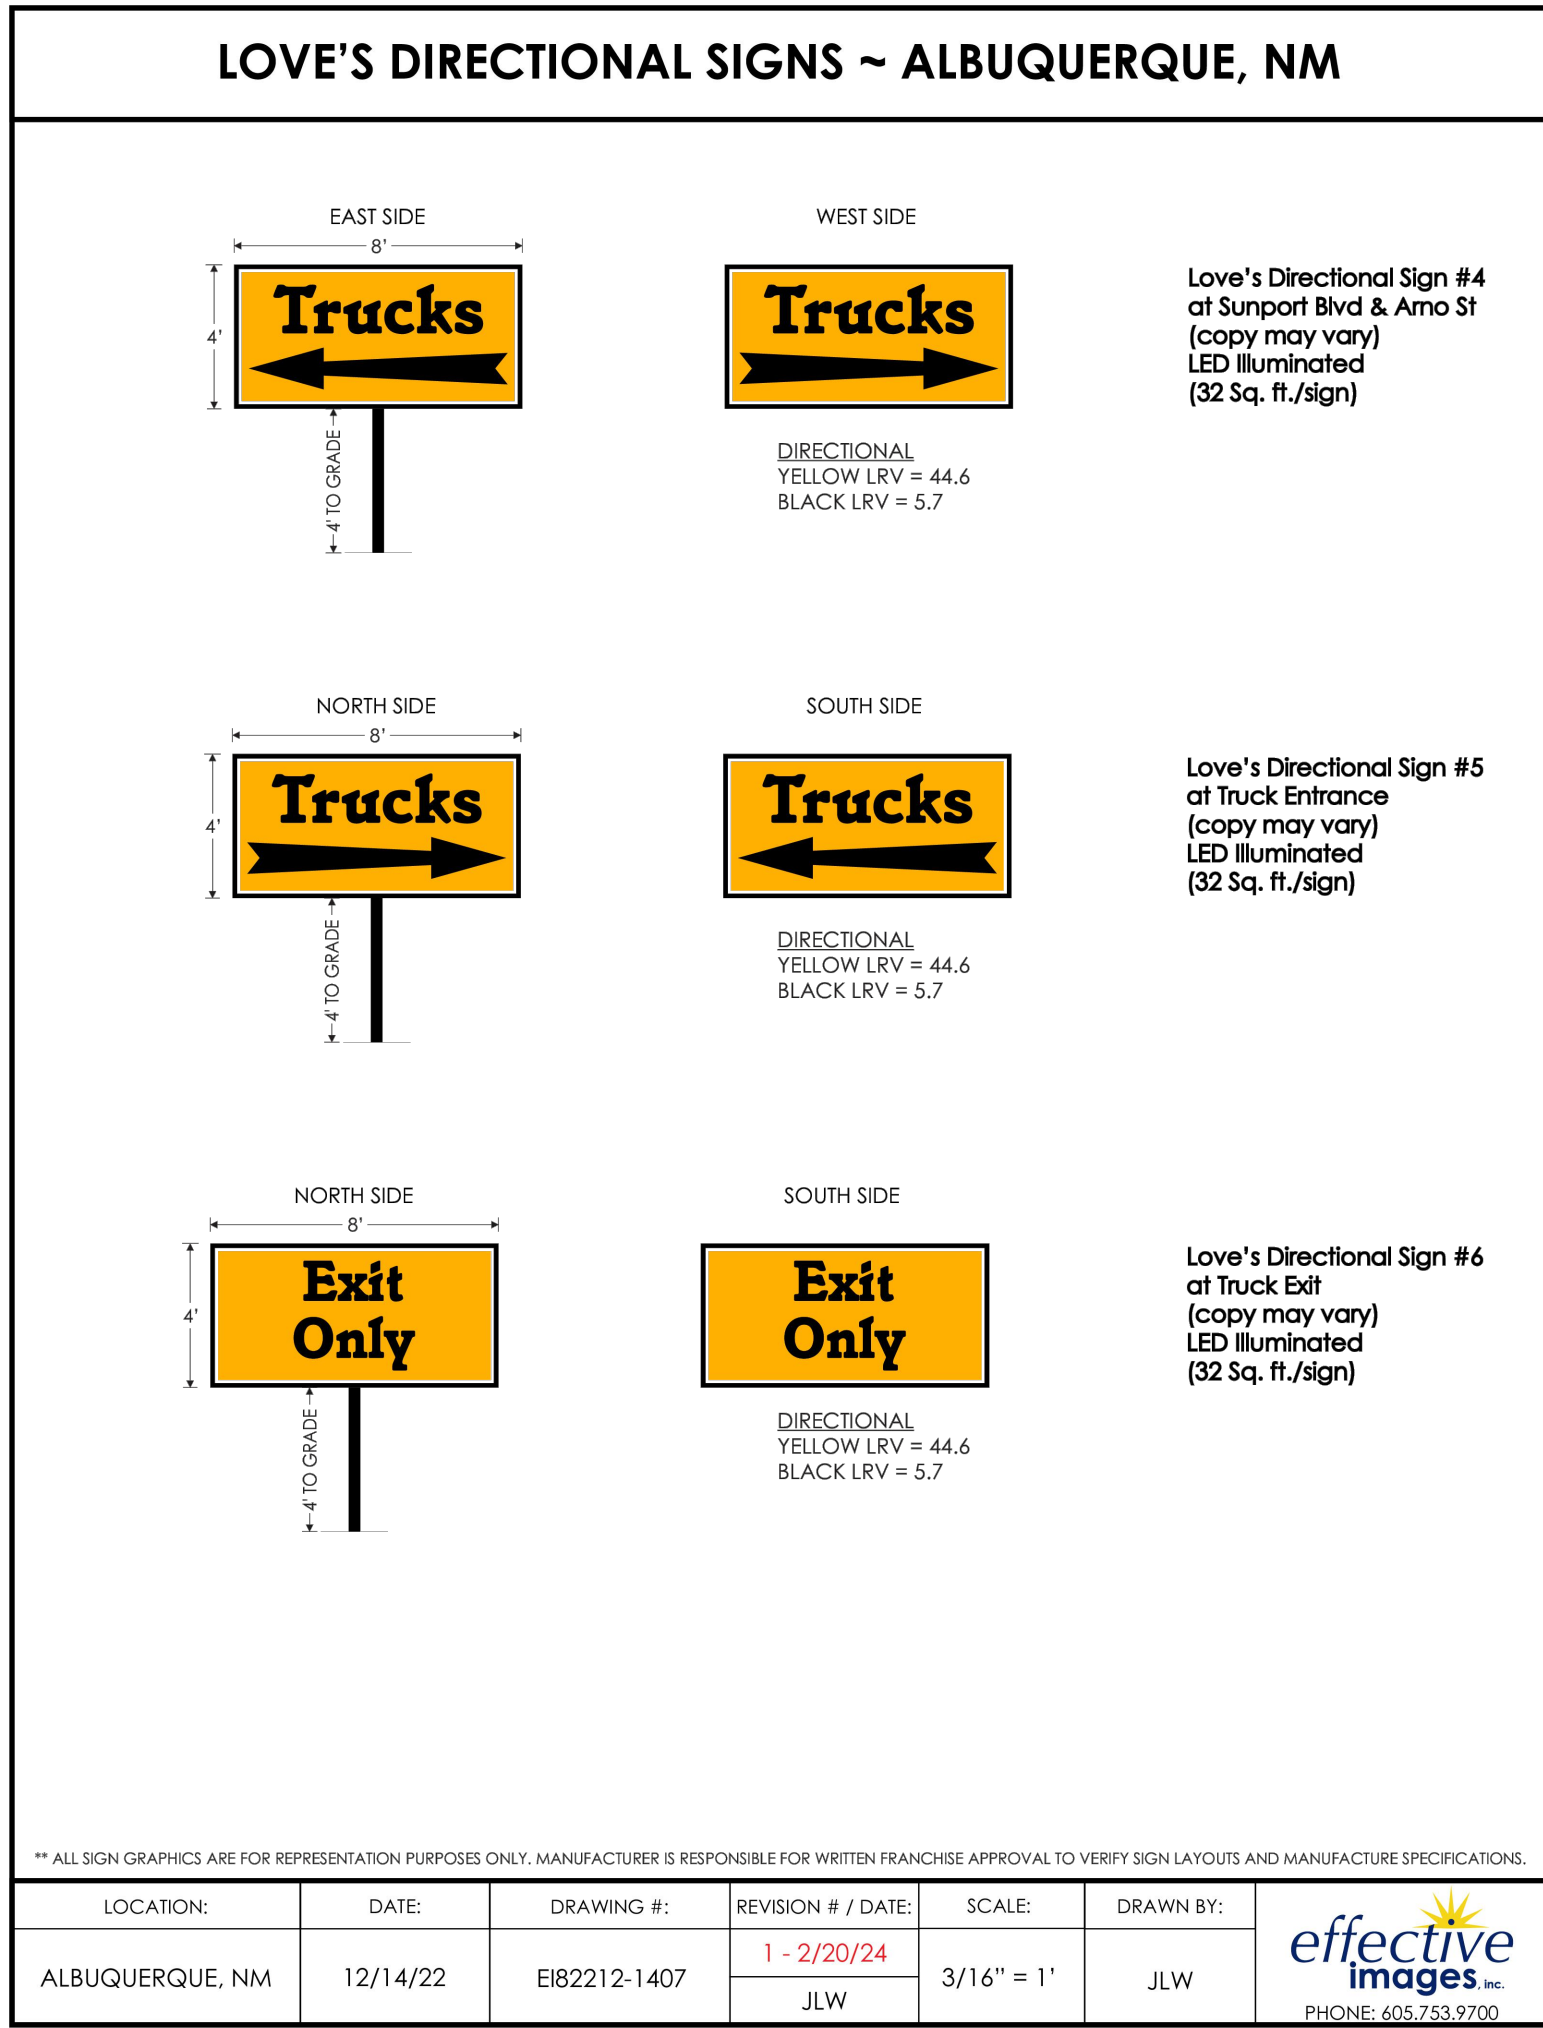 LOVE'S DIRECTIONAL SIGNS ~ ALBUQUERQUE, NM
EAST SIDE
8'
4'
Trucks
4' TO GRADE
WEST SIDE
Trucks
DIRECTIONAL
YELLOW LRV = 44.6
BLACK LRV = 5.7
Love's Directional Sign #4
at Sunport Blvd & Arno St
(copy may vary)
LED Illuminated
(32 Sq. ft./sign)
NORTH SIDE
8'
4'
Trucks
4' TO GRADE
SOUTH SIDE
Trucks
DIRECTIONAL
YELLOW LRV = 44.6
BLACK LRV = 5.7
Love's Directional Sign #5
at Truck Entrance
(copy may vary)
LED Illuminated
(32 Sq. ft./sign)
NORTH SIDE
8'
4'
Exit
Only
4' TO GRADE
SOUTH SIDE
Exit
Only
DIRECTIONAL
YELLOW LRV = 44.6
BLACK LRV = 5.7
Love's Directional Sign #6
at Truck Exit
(copy may vary)
LED Illuminated
(32 Sq. ft./sign)
** ALL SIGN GRAPHICS ARE FOR REPRESENTATION PURPOSES ONLY. MANUFACTURER IS RESPONSIBLE FOR WRITTEN FRANCHISE APPROVAL TO VERIFY SIGN LAYOUTS AND MANUFACTURE SPECIFICATIONS.
LOCATION:
ALBUQUERQUE, NM
DATE:
12/14/22
DRAWING #:
EI82212-1407
REVISION # / DATE:
1 - 2/20/24
JLW
SCALE:
3/16" = 1'
DRAWN BY:
JLW
effective
images, inc.
PHONE: 605.753.9700